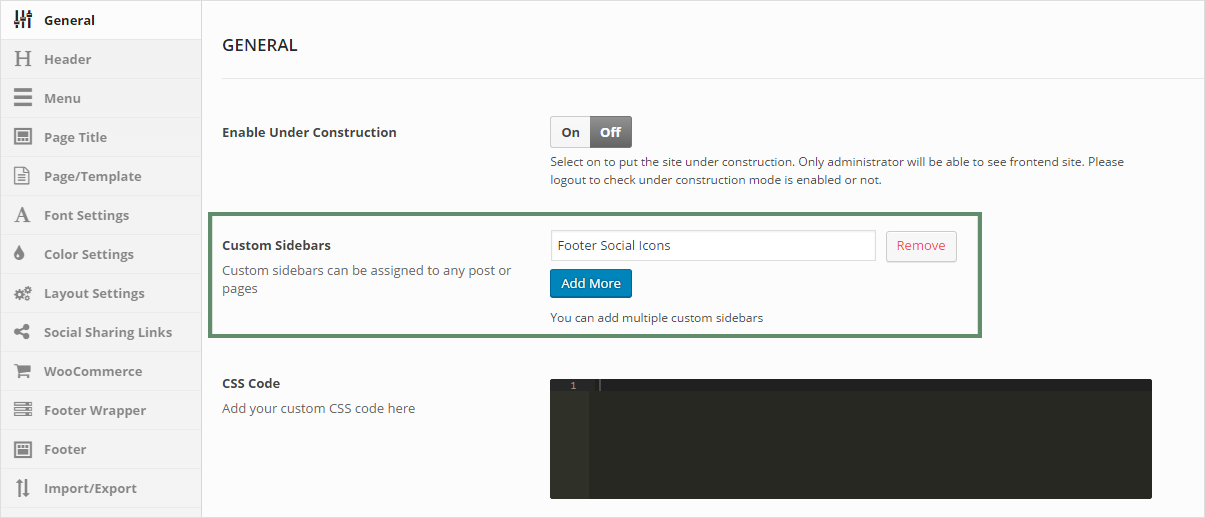 General
Header
Menu
Page Title
Page/Template
Font Settings
Color Settings
Layout Settings
Social Sharing Links
WooCommerce
Footer Wrapper
Footer
Import/Export
GENERAL
Enable Under Construction
On Off
Select on to put the site under construction. Only administrator will be able to see frontend site. Please
logout to check under construction mode is enabled or not.
Custom Sidebars
Custom sidebars can be assigned to any post or
pages
Footer Social Icons
Remove
Add More
You can add multiple custom sidebars
CSS Code
Add your custom CSS code here
1